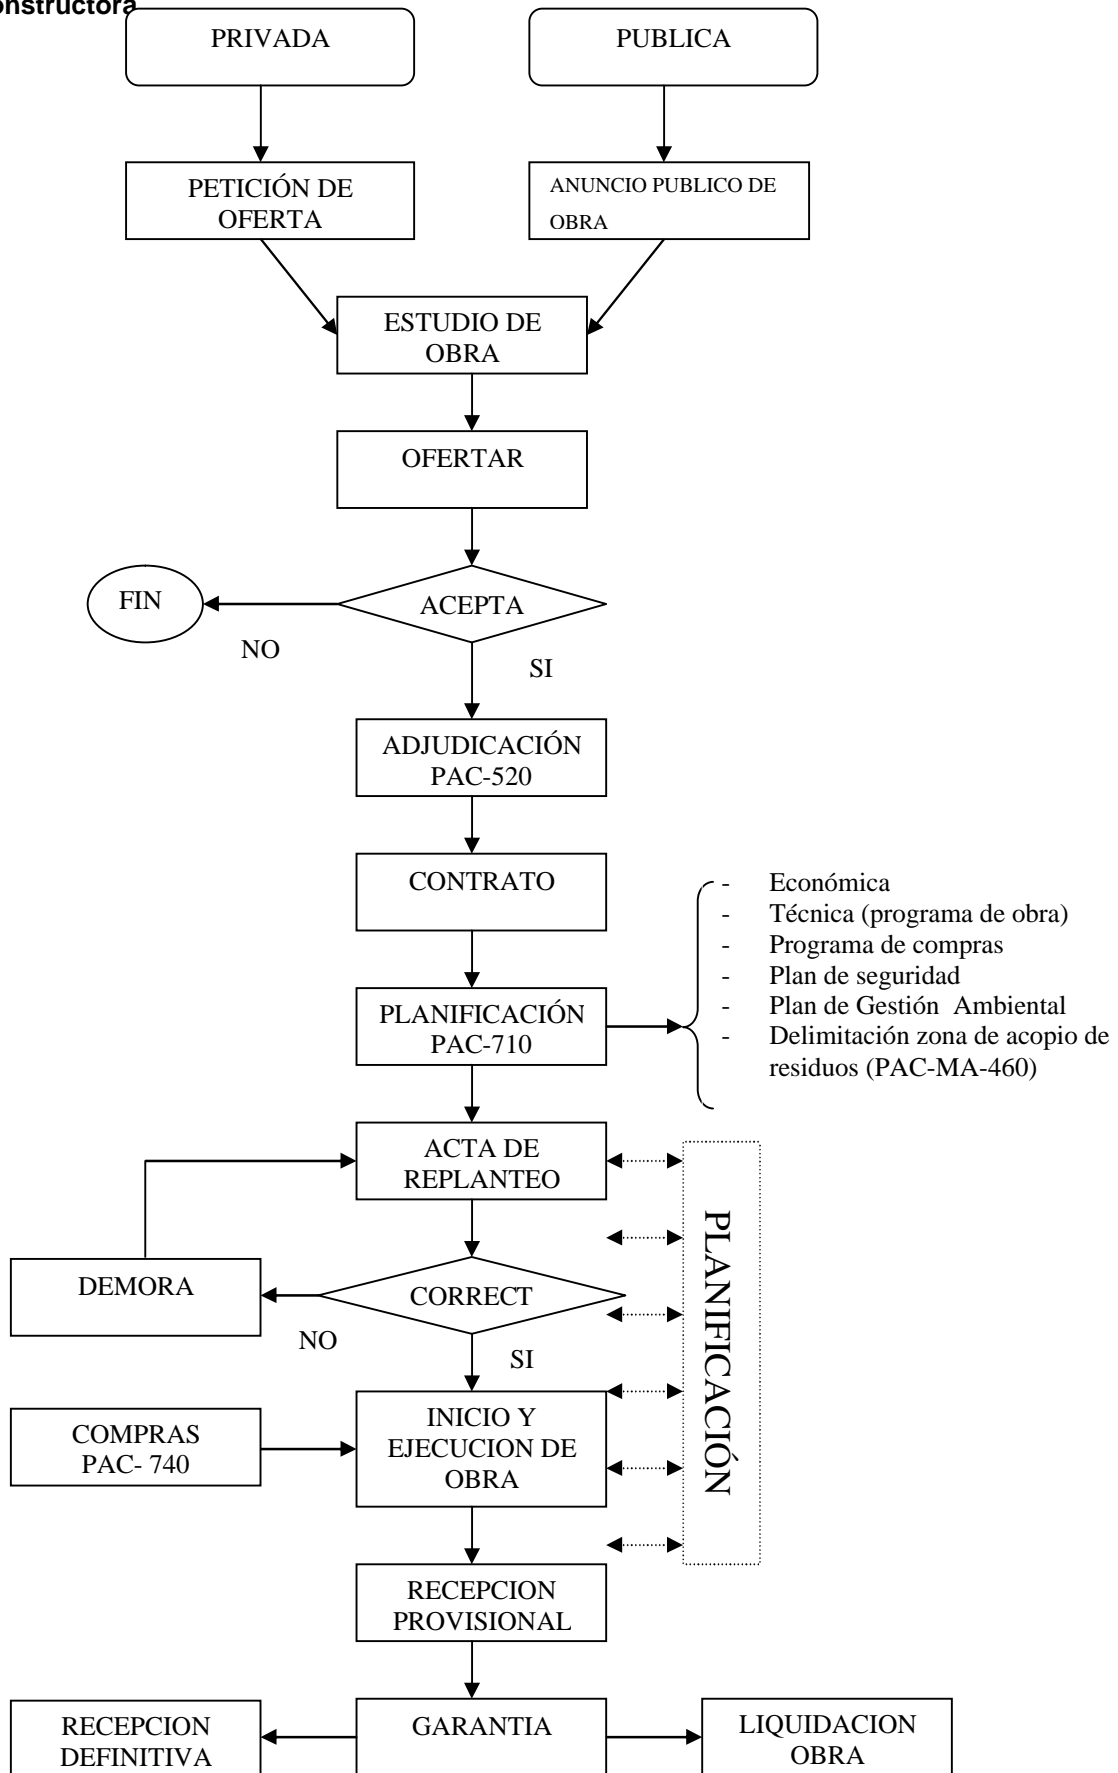 onstructora
PRIVADA
PUBLICA
PETICIÓN DE
OFERTA
ANUNCIO PUBLICO DE
OBRA
ESTUDIO DE
OBRA
OFERTAR
ACEPTA
FIN
NO
SI
ADJUDICACIÓN
PAC-520
CONTRATO
PLANIFICACIÓN
PAC-710
- Económica
- Técnica (programa de obra)
- Programa de compras
- Plan de seguridad
- Plan de Gestión Ambiental
- Delimitación zona de acopio de
residuos (PAC-MA-460)
ACTA DE
REPLANTEO
PLANIFICACIÓN
DEMORA
CORRECT
NO
SI
COMPRAS
PAC- 740
INICIO Y
EJECUCION DE
OBRA
RECEPCION
PROVISIONAL
RECEPCION
DEFINITIVA
GARANTIA
LIQUIDACION
OBRA